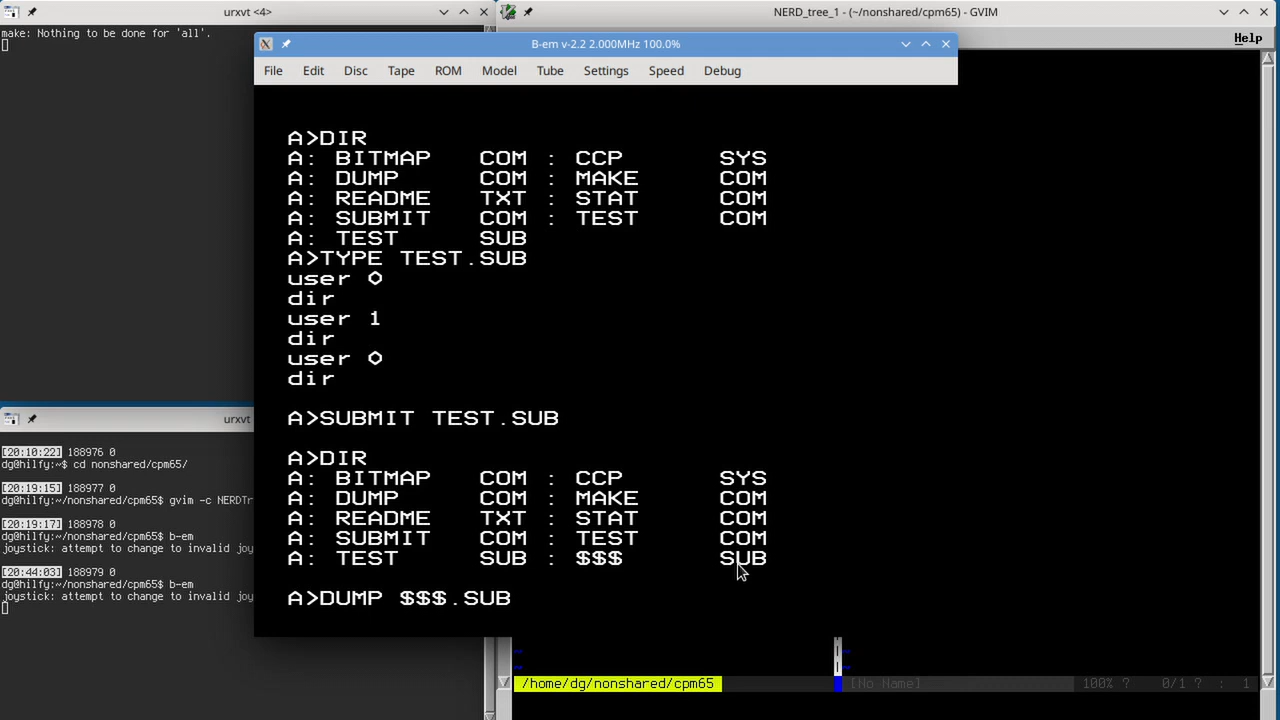 urxvt <4>
make: Nothing to be done for 'all'.
NERD_tree_1 - (~/nonshared/cpm65) - GVIM
Help
B-em v-2.2 2.000MHz 100.0%
File Edit Disc Tape ROM Model Tube Settings Speed Debug
A>DIR
A: BITMAP COM : CCP SYS
A: DUMP COM : MAKE COM
A: README TXT : STAT COM
A: SUBMIT COM : TEST COM
A: TEST SUB
A>TYPE TEST.SUB
user 0
dir
user 1
dir
user 0
dir
A>SUBMIT TEST.SUB
A>DIR
A: BITMAP COM : CCP SYS
A: DUMP COM : MAKE COM
A: README TXT : STAT COM
A: SUBMIT COM : TEST COM
A: TEST SUB : $$$ SUB
A>DUMP $$$.SUB
urxvt
[20:10:22] 188976 0
dg@hilfy:~$ cd nonshared/cpm65/
[20:19:15] 188977 0
dg@hilfy:~/nonshared/cpm65$ gvim -c NERDTr
[20:19:17] 188978 0
dg@hilfy:~/nonshared/cpm65$ b-em
joystick: attempt to change to invalid joy
[20:44:03] 188979 0
dg@hilfy:~/nonshared/cpm65$ b-em
joystick: attempt to change to invalid joy
~ ~
~ ~
/home/dg/nonshared/cpm65 [No Name] 100% ? 0/1 ? : 1